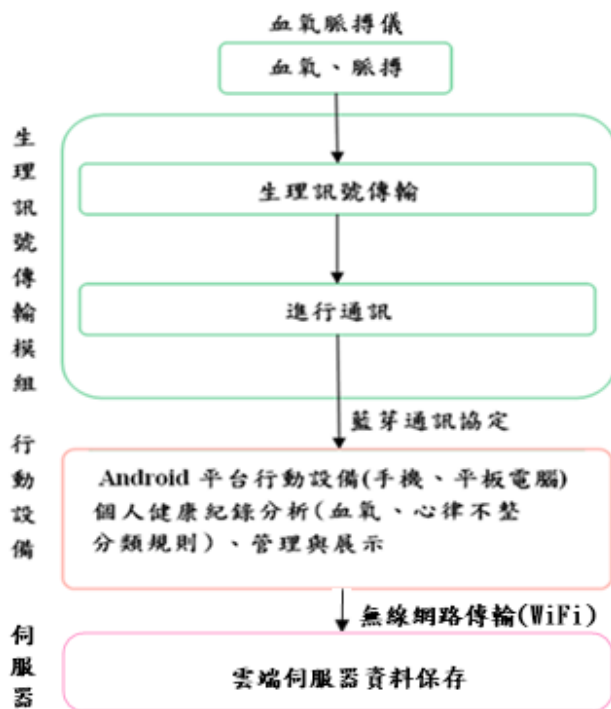 血氧脈搏儀
血氧、脈搏
生理訊號傳輸模組
生理訊號傳輸
進行通訊
藍芽通訊協定
行動設備
Android 平台行動設備(手機、平板電腦)
個人健康紀錄分析(血氧、心律不整
分類規則)、管理與展示
無線網路傳輸(WiFi)
伺服器
雲端伺服器資料保存